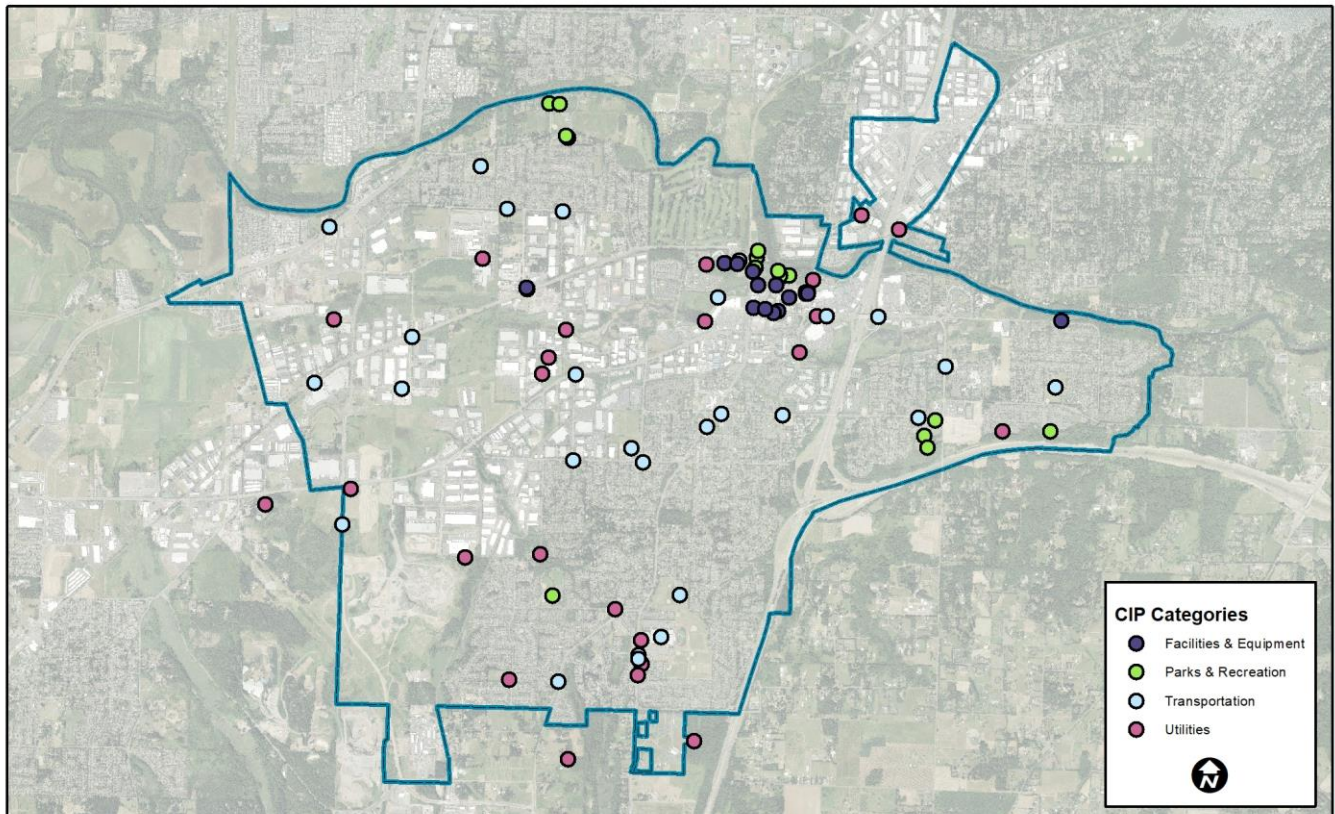 CIP Categories
Facilities & Equipment
Parks & Recreation
Transportation
Utilities
N